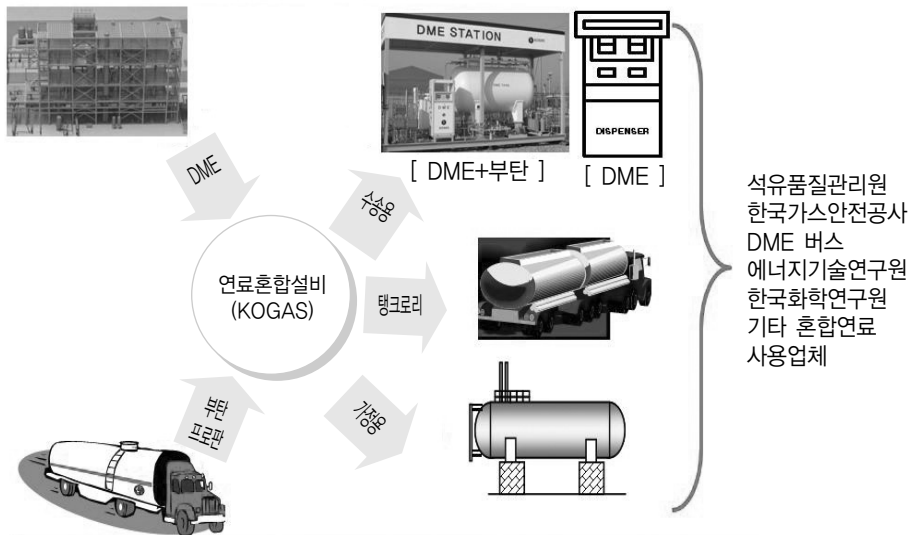 DME STATION
DISPENSER
[ DME+부탄 ]
[ DME ]
DME
수송용
연료혼합설비
(KOGAS)
탱크로리
부탄
프로판
가정용
석유품질관리원
한국가스안전공사
DME 버스
에너지기술연구원
한국화학연구원
기타 혼합연료
사용업체